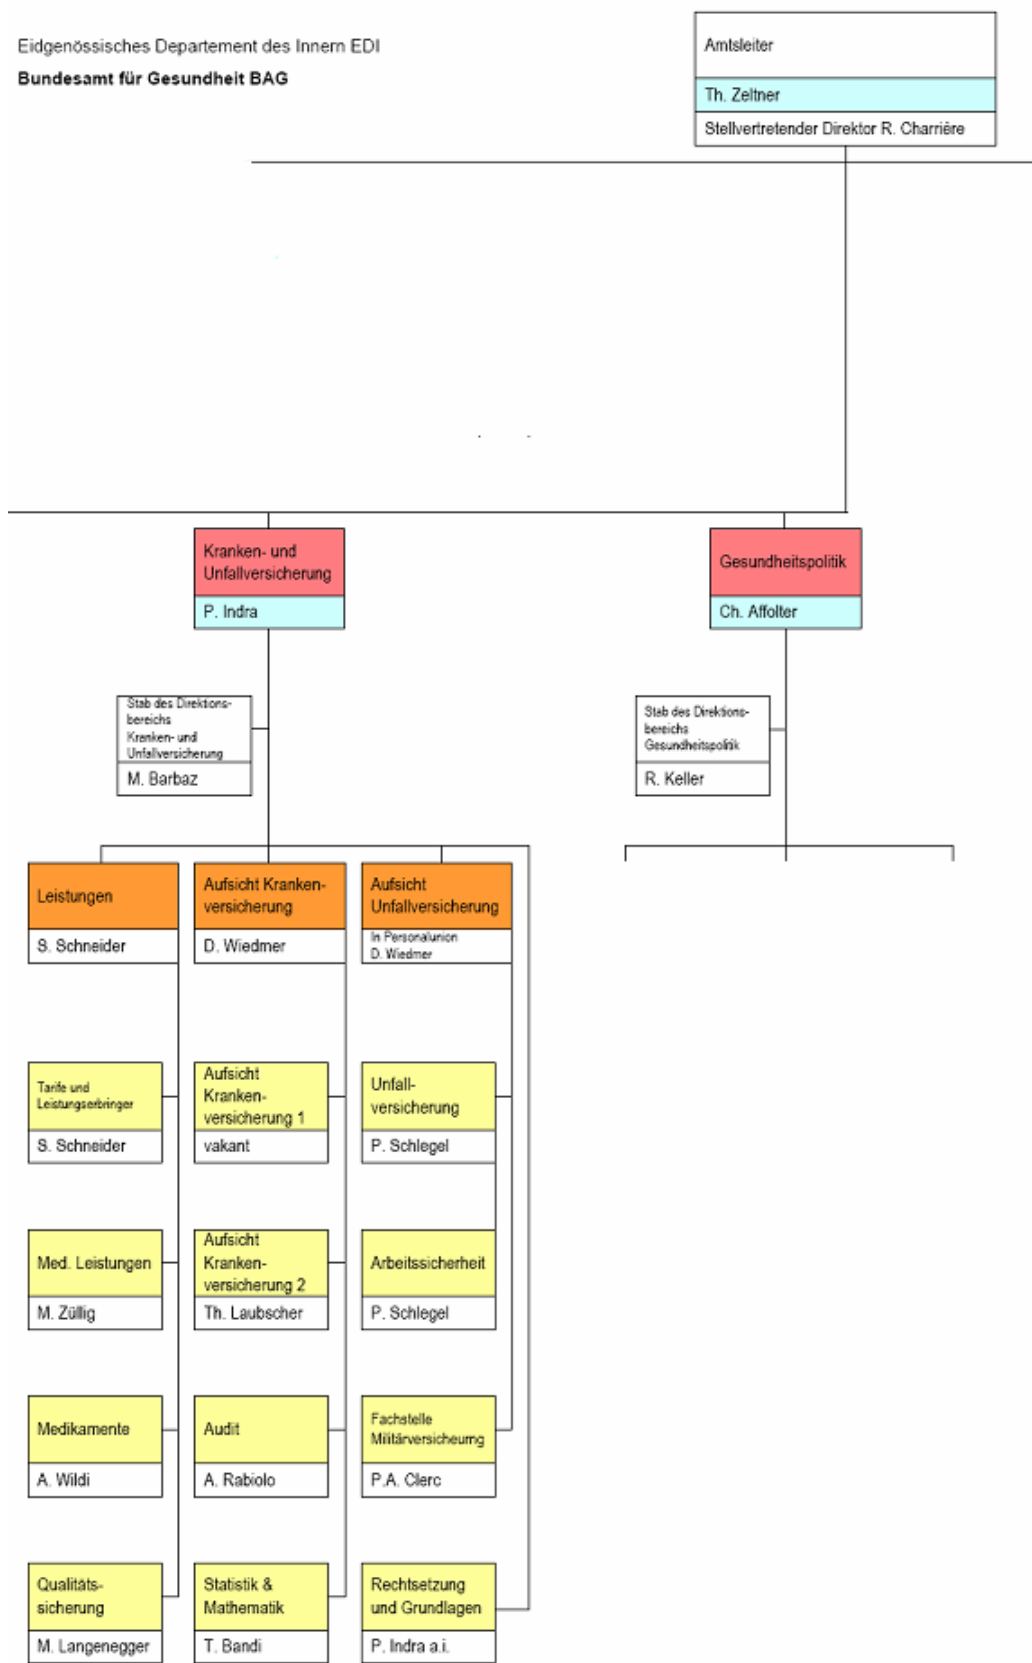 Eidgenössisches Departement des Innern EDI
Bundesamt für Gesundheit BAG
Amtsleiter
Th. Zeltner
Stellvertretender Direktor R. Charrière
Kranken- und
Unfallversicherung
P. Indra
Gesundheitspolitik
Ch. Affolter
Stab des Direktions-
bereichs
Kranken- und
Unfallversicherung
M. Barbaz
Stab des Direktions-
bereichs
Gesundheitspolitik
R. Keller
Leistungen
S. Schneider
Aufsicht Kranken-
versicherung
D. Wiedmer
Aufsicht
Unfallversicherung
In Personalunion
D. Wiedmer
Tarife und
Leistungserbringer
S. Schneider
Aufsicht
Kranken-
versicherung 1
vakant
Unfall-
versicherung
P. Schlegel
Med. Leistungen
M. Züllig
Aufsicht
Kranken-
versicherung 2
Th. Laubscher
Arbeitssicherheit
P. Schlegel
Medikamente
A. Wildi
Audit
A. Rabiolo
Fachstelle
Militärversicheurng
P.A. Clerc
Qualitäts-
sicherung
M. Langenegger
Statistik &
Mathematik
T. Bandi
Rechtsetzung
und Grundlagen
P. Indra a.i.